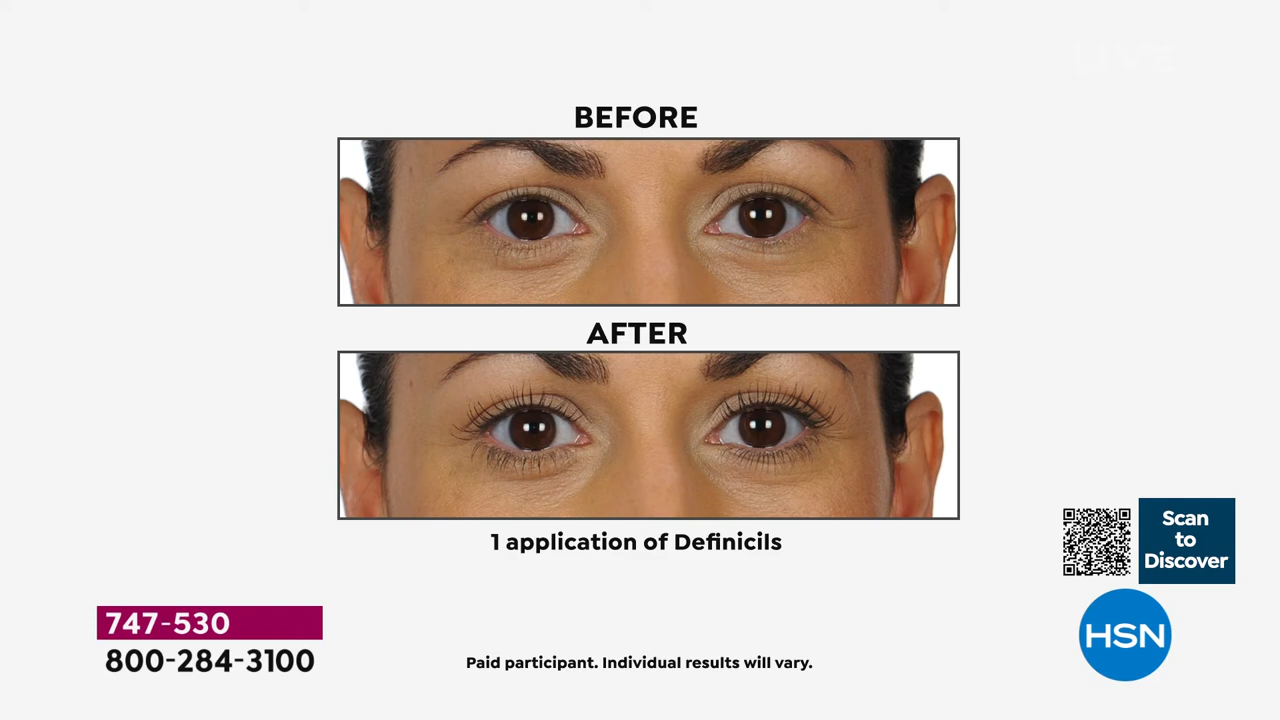 LIVE
BEFORE
AFTER
1 application of Definicils
Scan
to
Discover
HSN
747-530
800-284-3100
Paid participant. Individual results will vary.